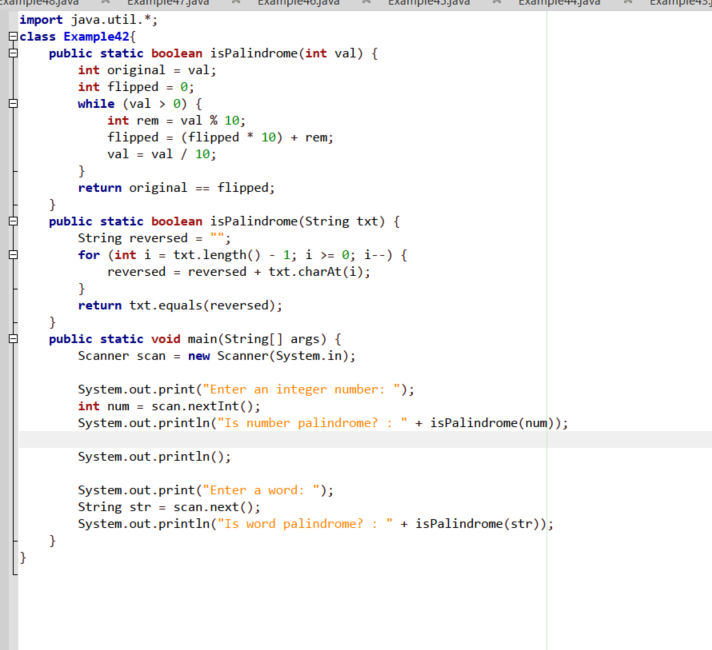 Example48.java Example47.java Example46.java Example45.java Example44.java Example43.j
import java.util.*;
class Example42{
    public static boolean isPalindrome(int val) {
        int original = val;
        int flipped = 0;
        while (val > 0) {
            int rem = val % 10;
            flipped = (flipped * 10) + rem;
            val = val / 10;
        }
        return original == flipped;
    }
    public static boolean isPalindrome(String txt) {
        String reversed = "";
        for (int i = txt.length() - 1; i >= 0; i--) {
            reversed = reversed + txt.charAt(i);
        }
        return txt.equals(reversed);
    }
    public static void main(String[] args) {
        Scanner scan = new Scanner(System.in);

        System.out.print("Enter an integer number: ");
        int num = scan.nextInt();
        System.out.println("Is number palindrome? : " + isPalindrome(num));

        System.out.println();

        System.out.print("Enter a word: ");
        String str = scan.next();
        System.out.println("Is word palindrome? : " + isPalindrome(str));
    }
}